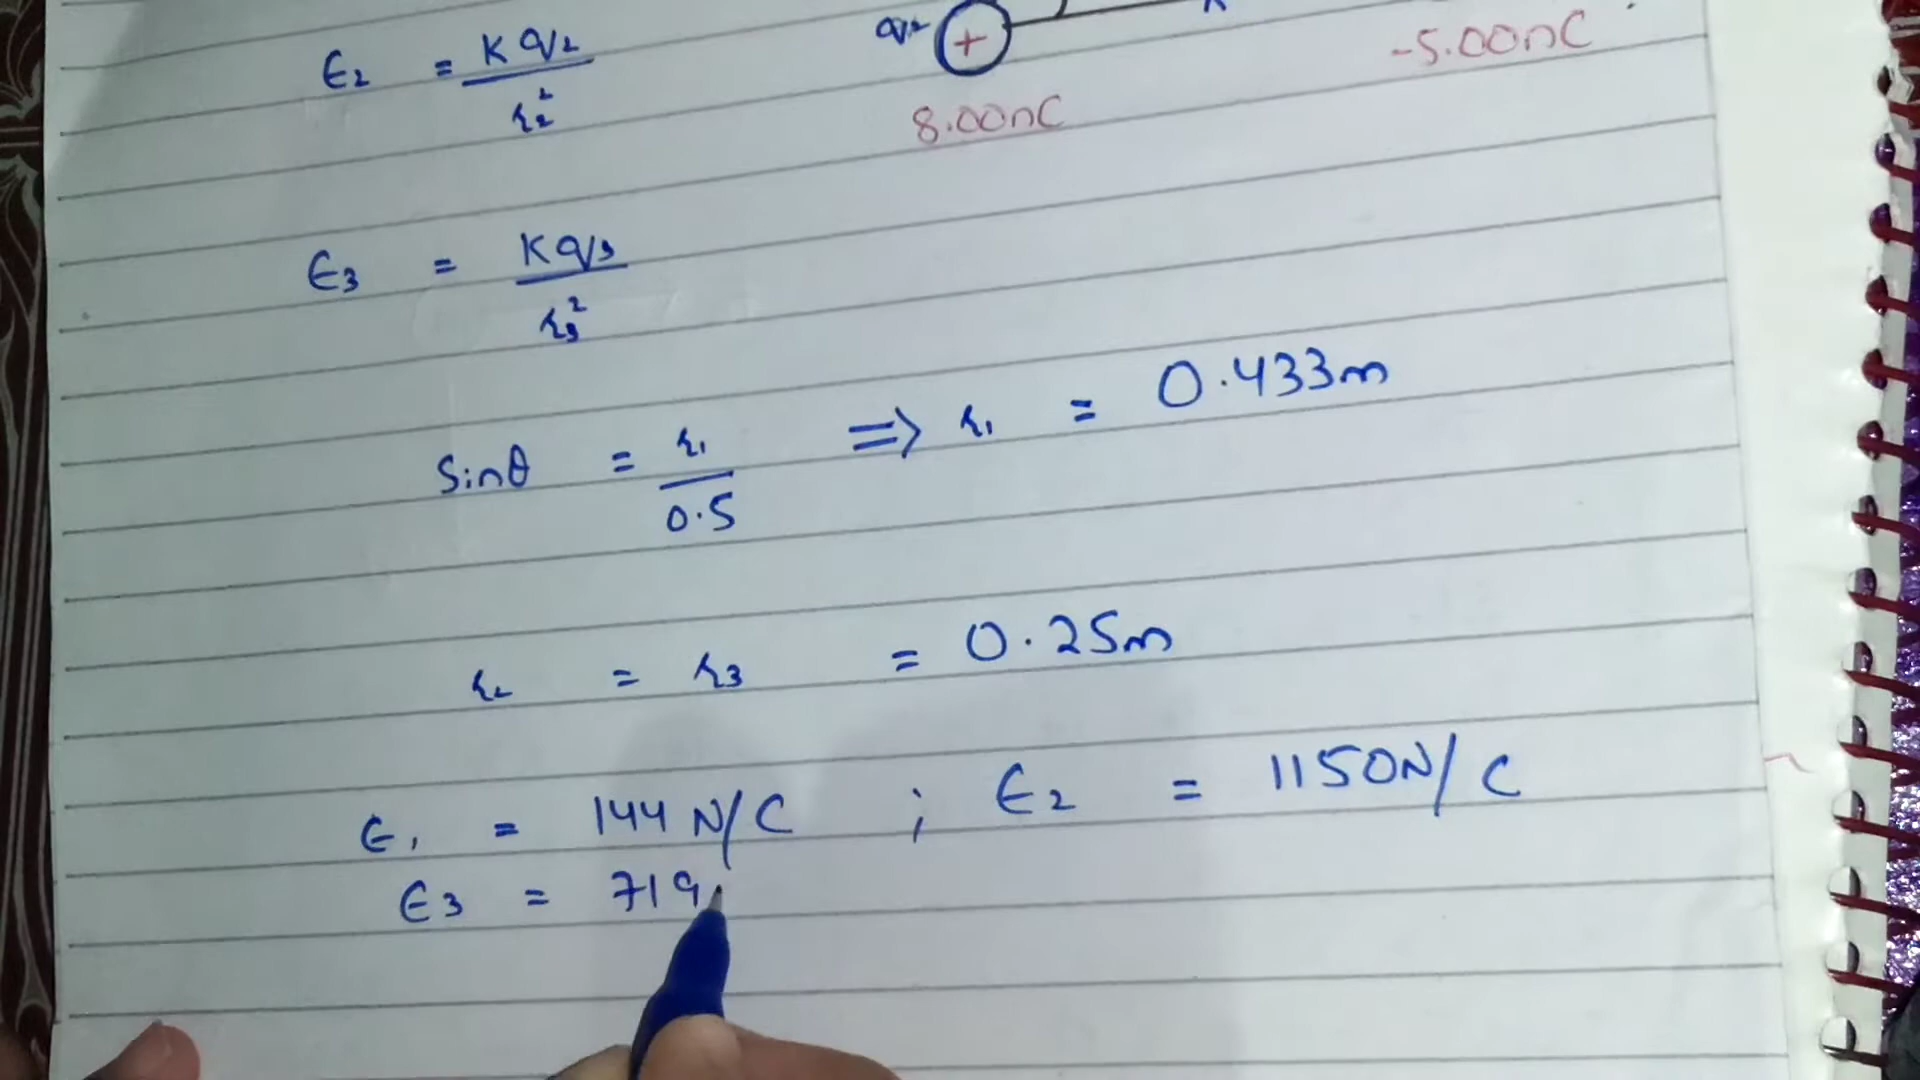 q2 +
-5.00nC
E2 = Kq2 / r2²
8.00nC
E3 = Kq3 / r3²
Sinθ = r1 / 0.5 => r1 = 0.433m
r2 = r3 = 0.25m
E1 = 144 N/C ; E2 = 1150N/C
E3 = 719